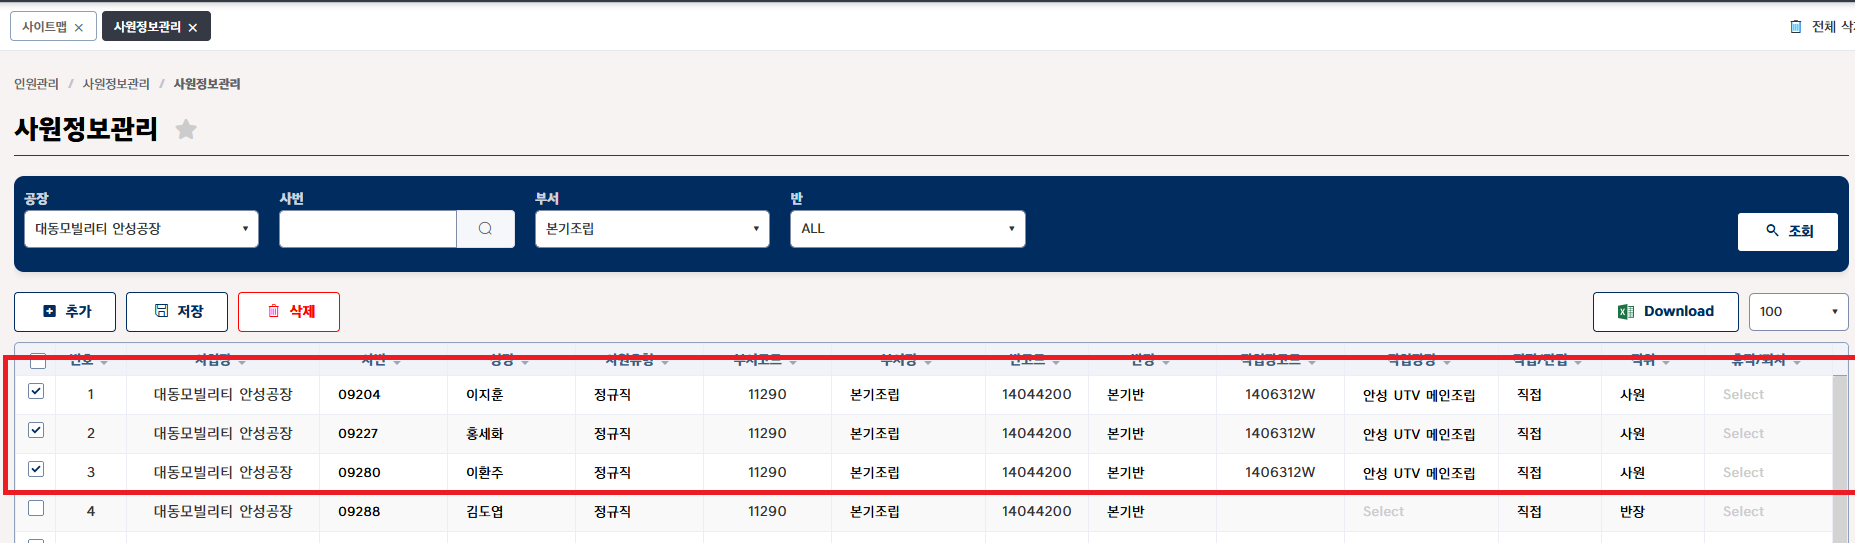 사이트맵 × 사원정보관리 ×
전체 삭
인원관리 / 사원정보관리 / 사원정보관리
사원정보관리
공장 사번 부서 반
대동모빌리티 안성공장 본기조립 ALL 조회
추가 저장 삭제 Download 100
번호 사업장 사번 성명 사원유형 부서코드 부서명 반코드 반명 작업장코드 작업장명 직접/간접 직위 휴직/퇴사
1 대동모빌리티 안성공장 09204 이지훈 정규직 11290 본기조립 14044200 본기반 1406312W 안성 UTV 메인조립 직접 사원 Select
2 대동모빌리티 안성공장 09227 홍세화 정규직 11290 본기조립 14044200 본기반 1406312W 안성 UTV 메인조립 직접 사원 Select
3 대동모빌리티 안성공장 09280 이환주 정규직 11290 본기조립 14044200 본기반 1406312W 안성 UTV 메인조립 직접 사원 Select
4 대동모빌리티 안성공장 09288 김도엽 정규직 11290 본기조립 14044200 본기반 Select 직접 반장 Select